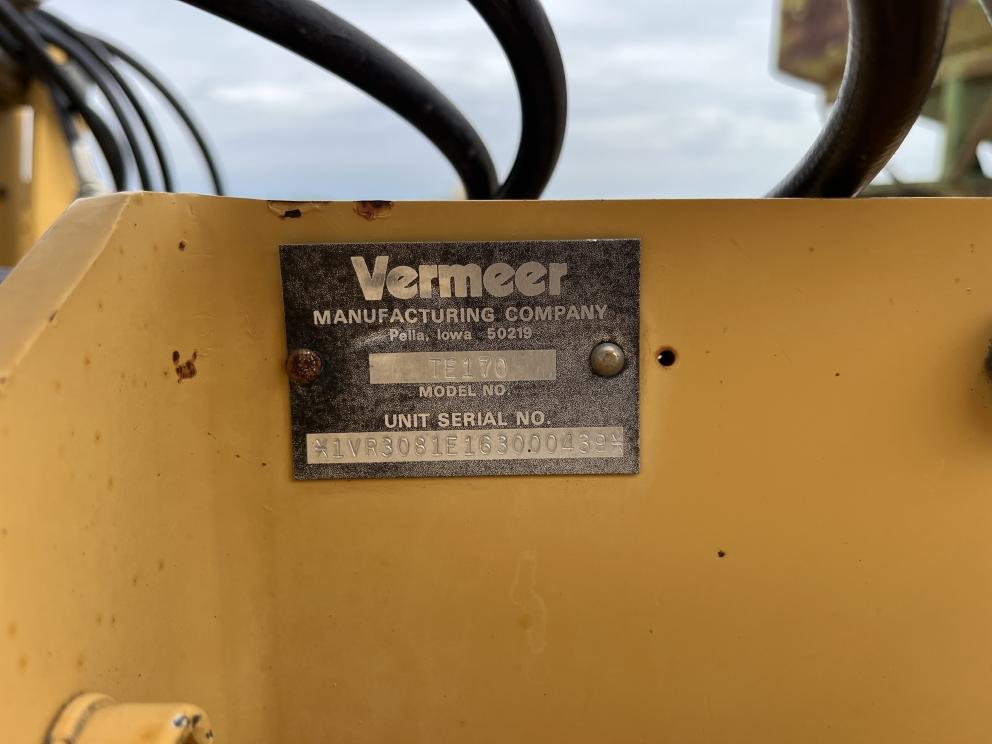 Vermeer
MANUFACTURING COMPANY
Pella, Iowa 50219
TE170
MODEL NO.
UNIT SERIAL NO.
*1VR3081E163000439*